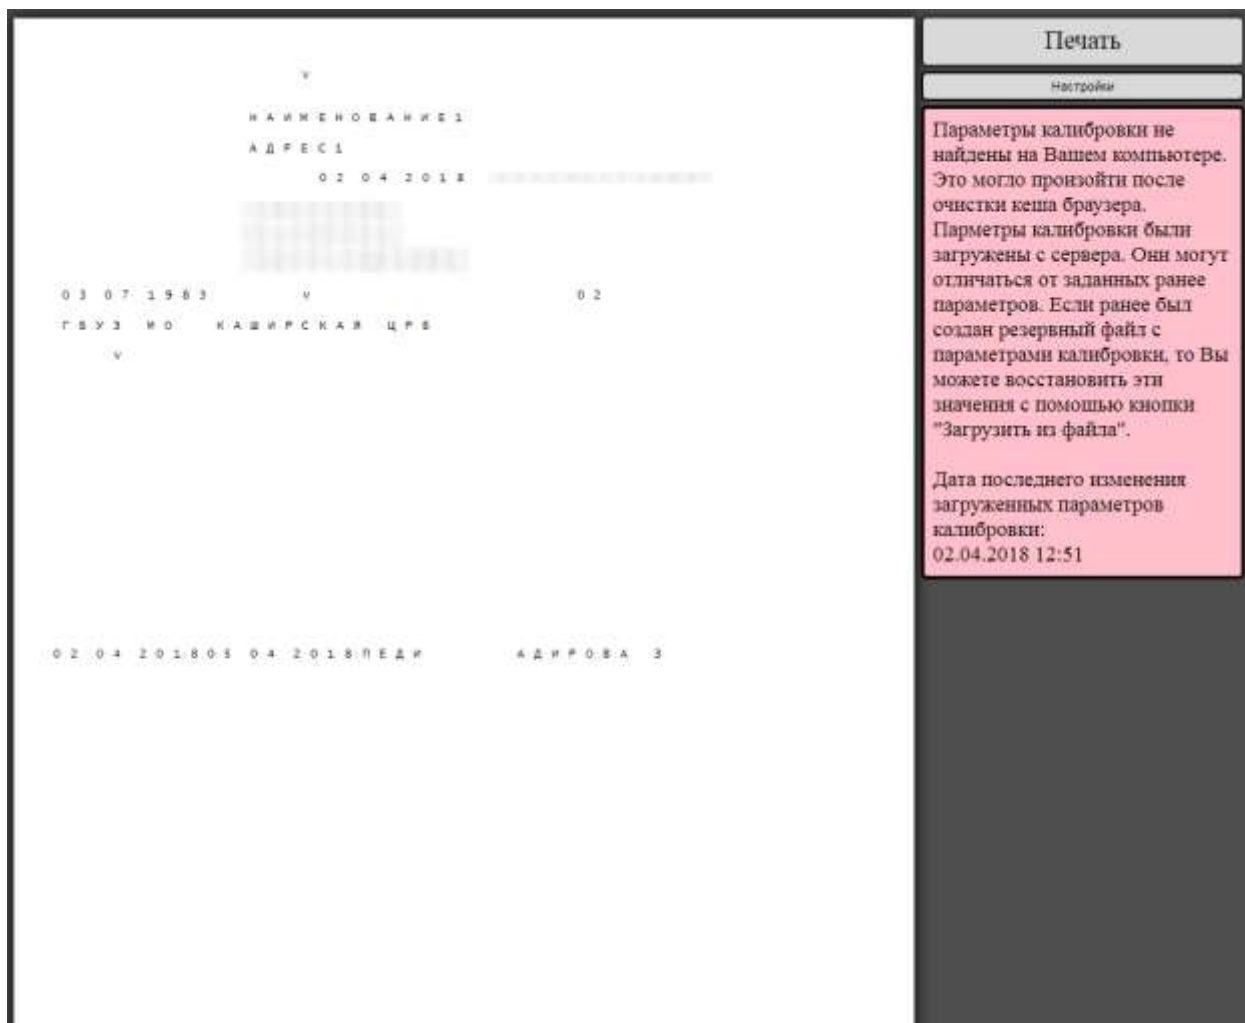 v
НАИМЕНОВАНИЕ1
АДРЕС1
02 04 2018
03 07 1983 v 02
ГБУЗ МО КАШИРСКАЯ ЦРБ
v
02 04 201805 04 2018ПЕДИ АДИРОВА З
Печать
Настройки
Параметры калибровки не
найдены на Вашем компьютере.
Это могло произойти после
очистки кеша браузера.
Парметры калибровки были
загружены с сервера. Они могут
отличаться от заданных ранее
параметров. Если ранее был
создан резервный файл с
параметрами калибровки, то Вы
можете восстановить эти
значения с помощью кнопки
"Загрузить из файла".
Дата последнего изменения
загруженных параметров
калибровки:
02.04.2018 12:51